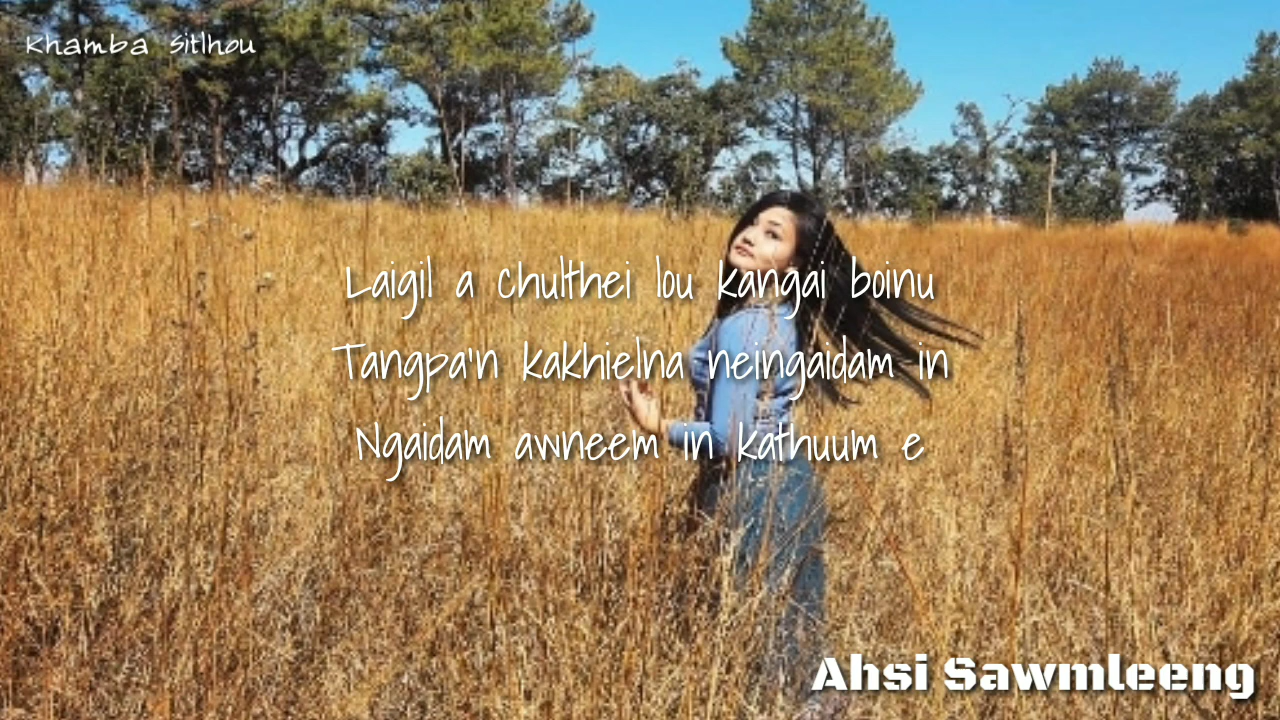 Khamba Sitlhou
Laigil a chulthei lou kangai boinu
Tangpa'n kakhielna neingaidam in
Ngaidam awneem in kathuum e
Ahsi Sawmleeng